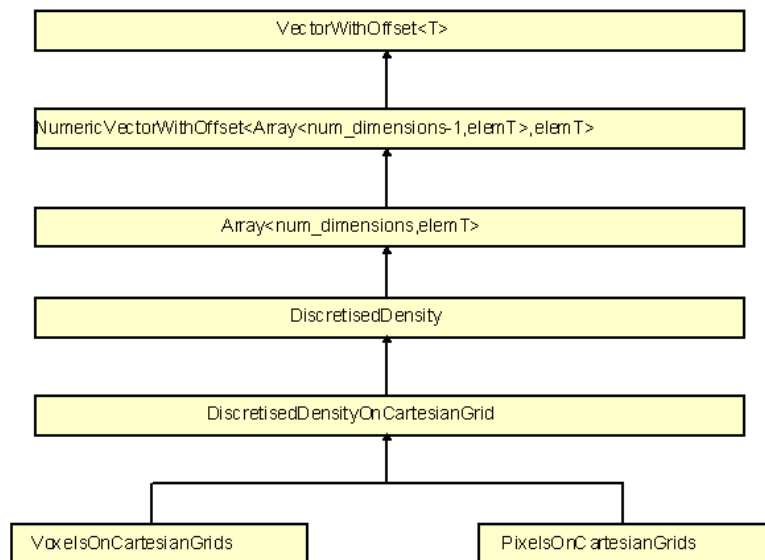 VectorWithOffset<T>
NumericVectorWithOffset<Array<num_dimensions-1,elemT>,elemT>
Array<num_dimensions,elemT>
DiscretisedDensity
DiscretisedDensityOnCartesianGrid
VoxelsOnCartesianGrids
PixelsOnCartesianGrids